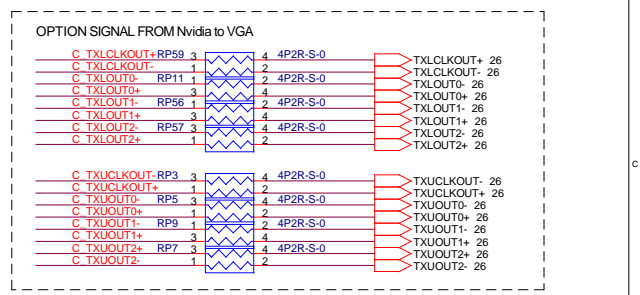 OPTION SIGNAL FROM Nvidia to VGA
C_TXLCLKOUT+ RP59 3 4 4P2R-S-0 TXLCLKOUT+ 26
C_TXLCLKOUT- 1 2 TXLCLKOUT- 26
C_TXLOUT0- RP11 1 2 4P2R-S-0 TXLOUT0- 26
C_TXLOUT0+ 3 4 TXLOUT0+ 26
C_TXLOUT1- RP56 1 2 4P2R-S-0 TXLOUT1- 26
C_TXLOUT1+ 3 4 TXLOUT1+ 26
C_TXLOUT2- RP57 3 4 4P2R-S-0 TXLOUT2- 26
C_TXLOUT2+ 1 2 TXLOUT2+ 26
C_TXUCLKOUT- RP3 3 4 4P2R-S-0 TXUCLKOUT- 26
C_TXUCLKOUT+ 1 2 TXUCLKOUT+ 26
C_TXUOUT0- RP5 3 4 4P2R-S-0 TXUOUT0- 26
C_TXUOUT0+ 1 2 TXUOUT0+ 26
C_TXUOUT1- RP9 1 2 4P2R-S-0 TXUOUT1- 26
C_TXUOUT1+ 3 4 TXUOUT1+ 26
C_TXUOUT2+ RP7 3 4 4P2R-S-0 TXUOUT2+ 26
C_TXUOUT2- 1 2 TXUOUT2- 26
C